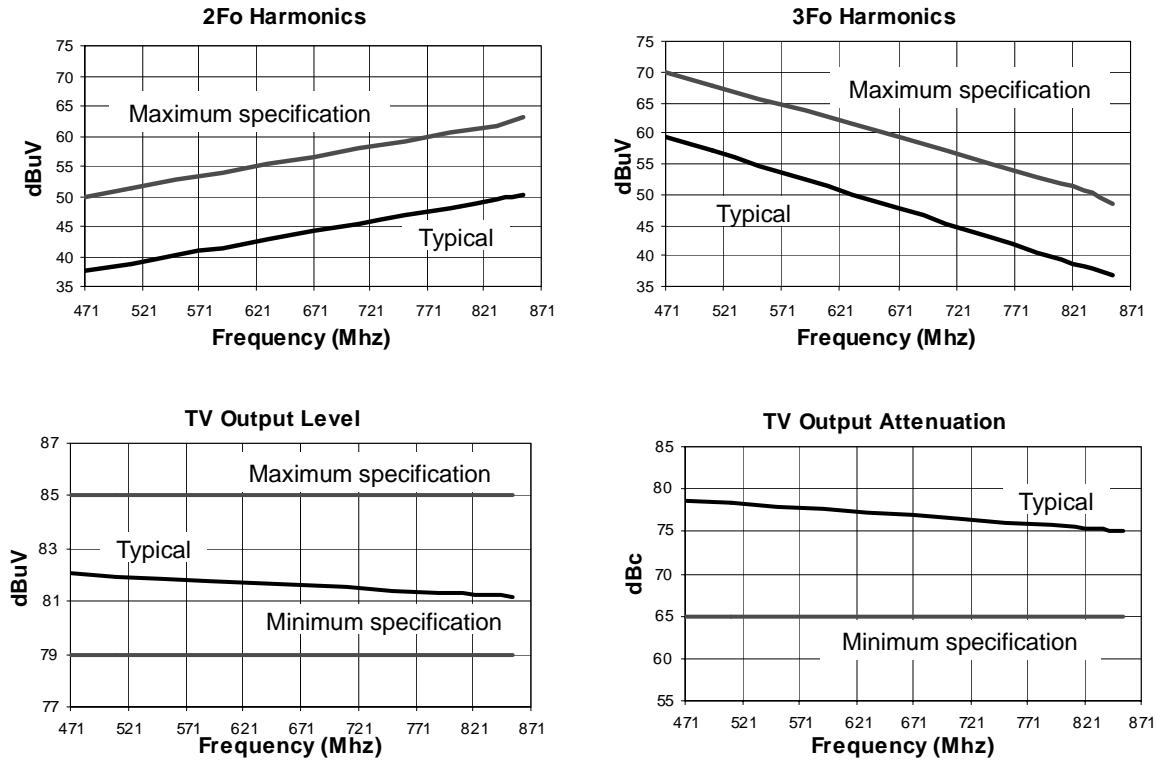 2Fo Harmonics
75
70
65
60
55
50
45
40
35
dBuV
Maximum specification
Typical
471 521 571 621 671 721 771 821 871
Frequency (Mhz)
3Fo Harmonics
75
70
65
60
55
50
45
40
35
dBuV
Maximum specification
Typical
471 521 571 621 671 721 771 821 871
Frequency (Mhz)
TV Output Level
87
85
83
81
79
77
dBuV
Maximum specification
Typical
Minimum specification
471 521 571 621 671 721 771 821 871
Frequency (Mhz)
TV Output Attenuation
85
80
75
70
65
60
55
dBc
Typical
Minimum specification
471 521 571 621 671 721 771 821 871
Frequency (Mhz)